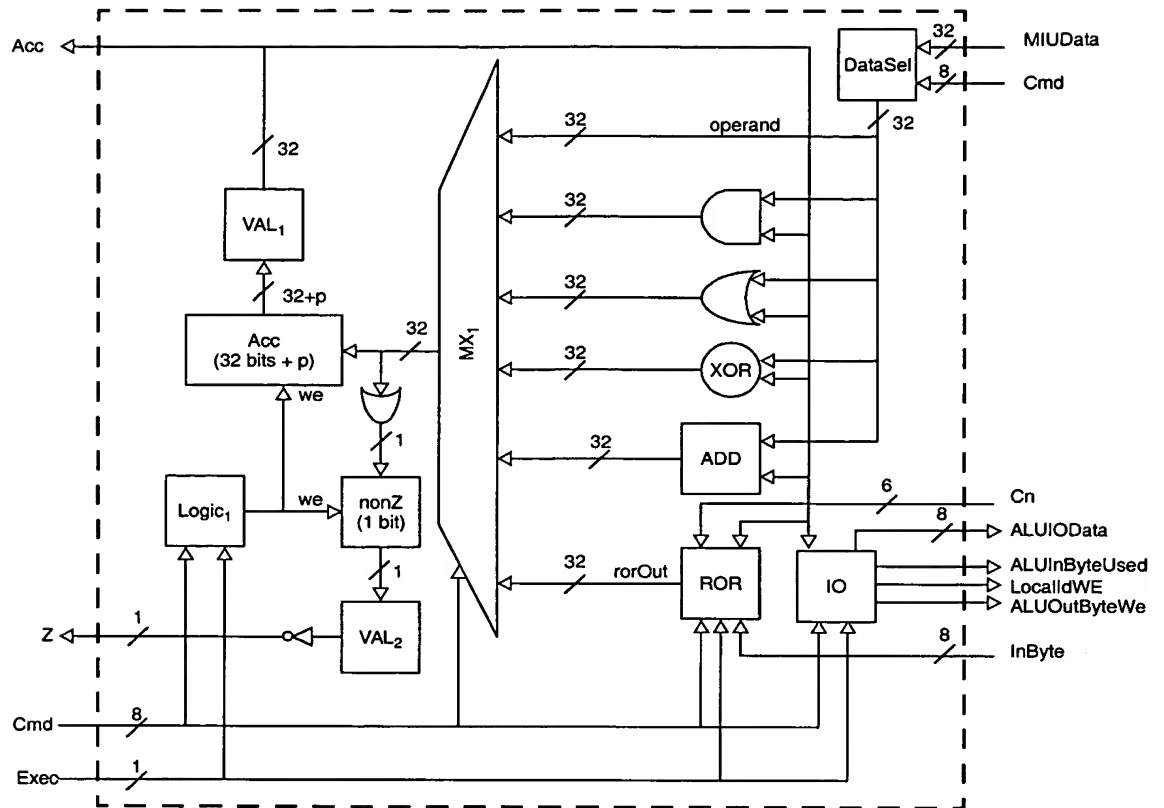 Acc
32
MIUData
DataSel
8
Cmd
32
32
operand
32
32
VAL1
32+p
32
Acc
(32 bits + p)
32
MX1
32
XOR
we
1
32
ADD
Logic1
we
nonZ
(1 bit)
6
Cn
8
ALUIOData
1
32
rorOut
ROR
IO
ALUInByteUsed
LocalIdWE
ALUOutByteWe
Z
1
VAL2
8
InByte
Cmd
8
Exec
1